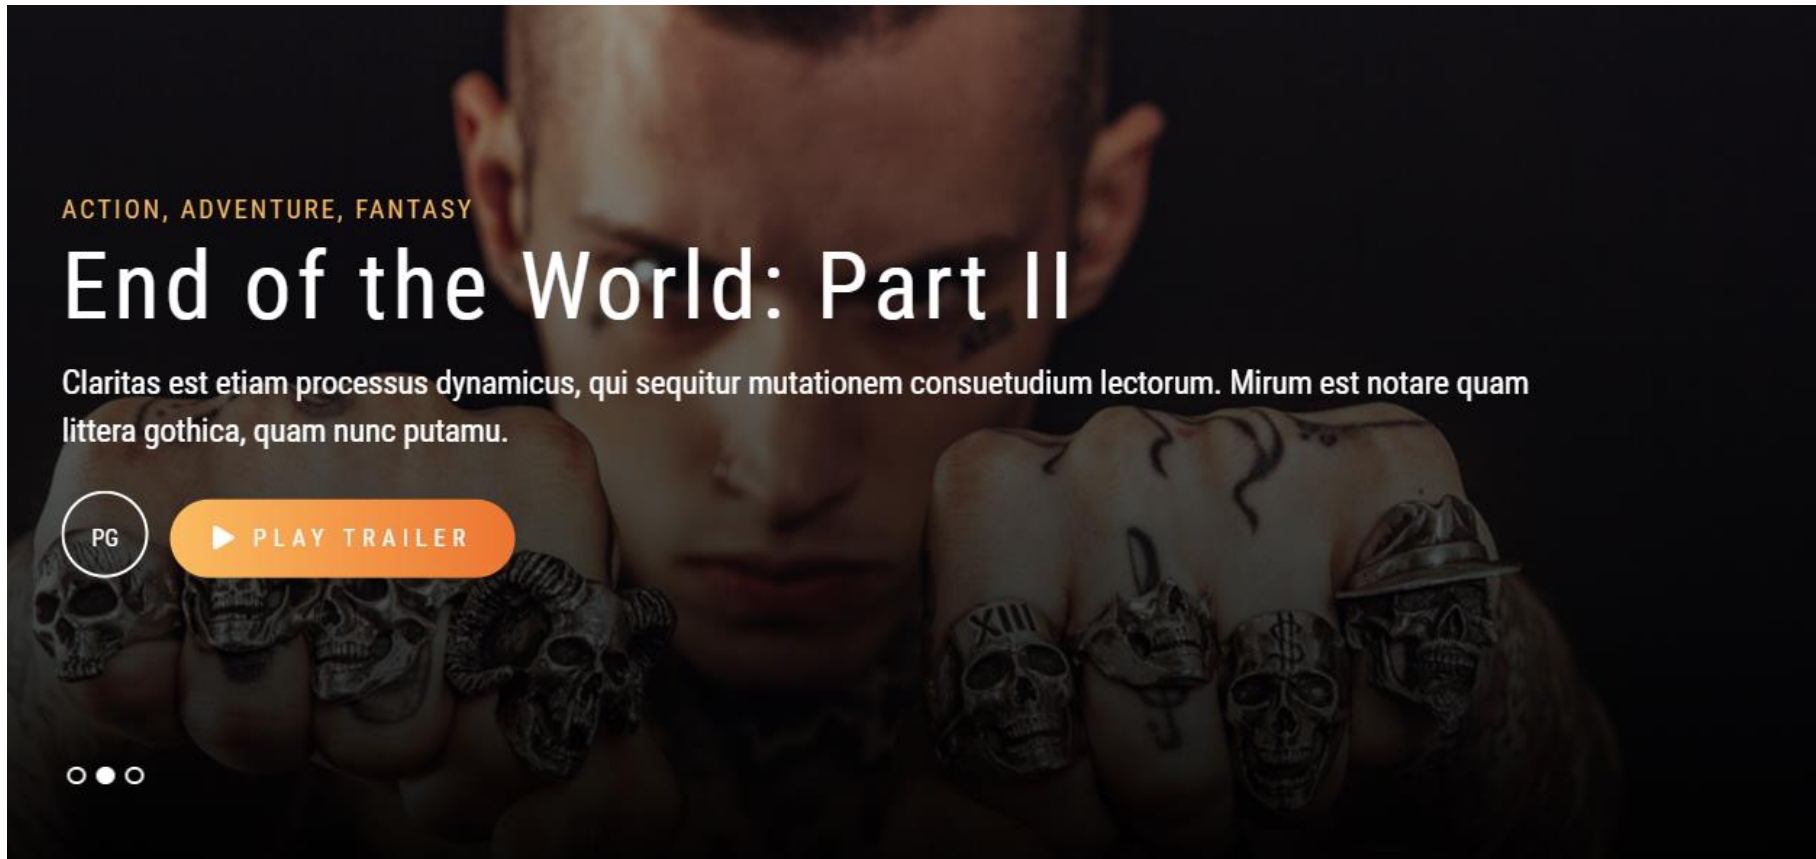 ACTION, ADVENTURE, FANTASY
End of the World: Part II
Claritas est etiam processus dynamicus, qui sequitur mutationem consuetudium lectorum. Mirum est notare quam
littera gothica, quam nunc putamu.
PG
PLAY TRAILER
XIII
$